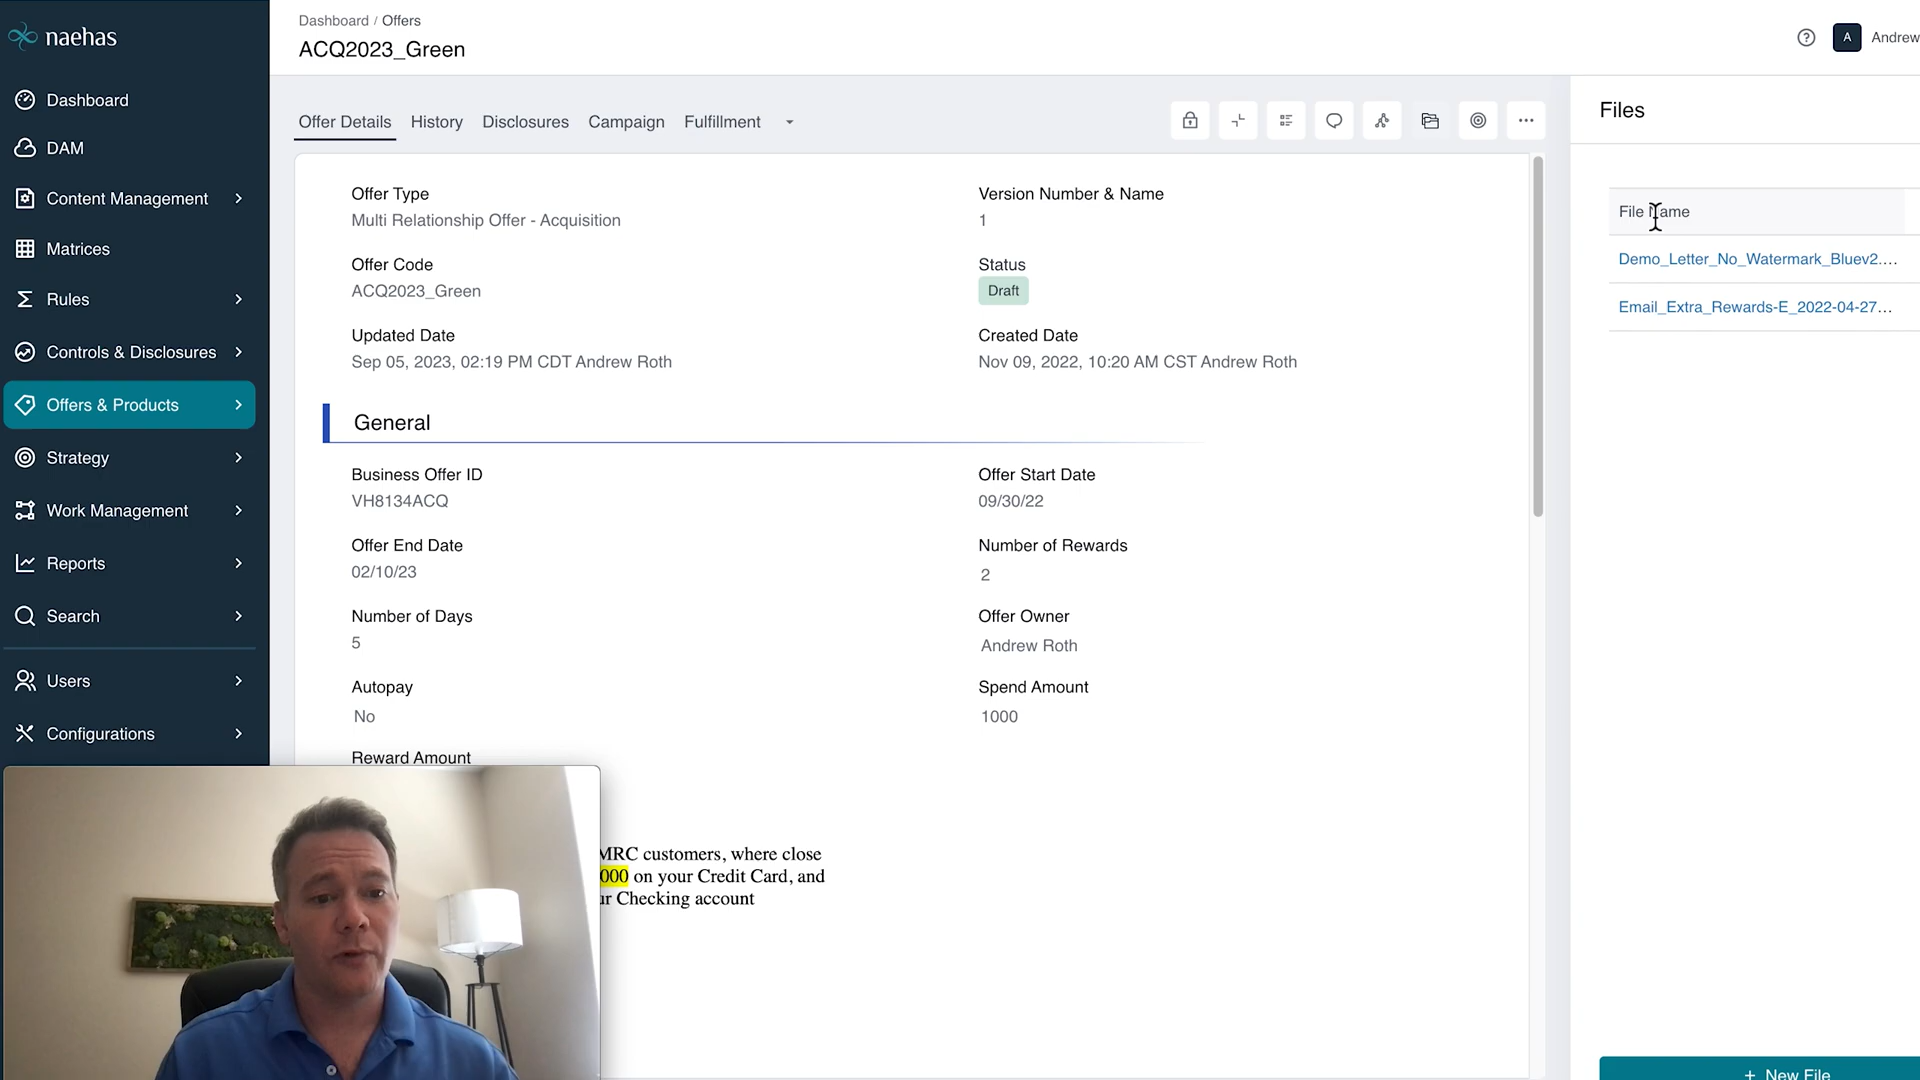 naehas
Dashboard
DAM
Content Management
Matrices
Rules
Controls & Disclosures
Offers & Products
Strategy
Work Management
Reports
Search
Users
Configurations
Dashboard / Offers
ACQ2023_Green
A Andrew
Offer Details History Disclosures Campaign Fulfillment
Offer Type
Multi Relationship Offer - Acquisition
Version Number & Name
1
Offer Code
ACQ2023_Green
Status
Draft
Updated Date
Sep 05, 2023, 02:19 PM CDT Andrew Roth
Created Date
Nov 09, 2022, 10:20 AM CST Andrew Roth
General
Business Offer ID
VH8134ACQ
Offer Start Date
09/30/22
Offer End Date
02/10/23
Number of Rewards
2
Number of Days
5
Offer Owner
Andrew Roth
Autopay
No
Spend Amount
1000
Reward Amount
MRC customers, where close
000 on your Credit Card, and
ur Checking account
Files
File Name
Demo_Letter_No_Watermark_Bluev2....
Email_Extra_Rewards-E_2022-04-27...
+ New File